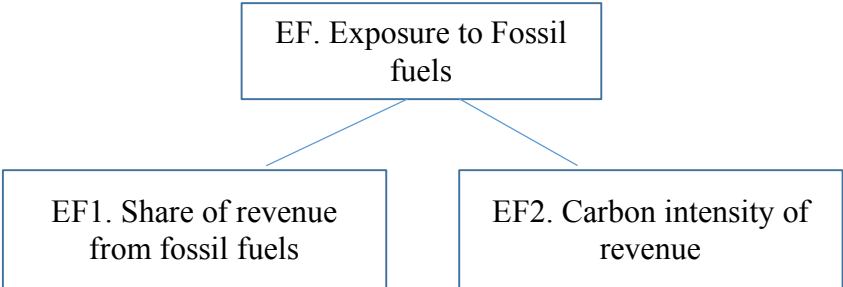 EF. Exposure to Fossil
fuels
EF1. Share of revenue
from fossil fuels
EF2. Carbon intensity of
revenue